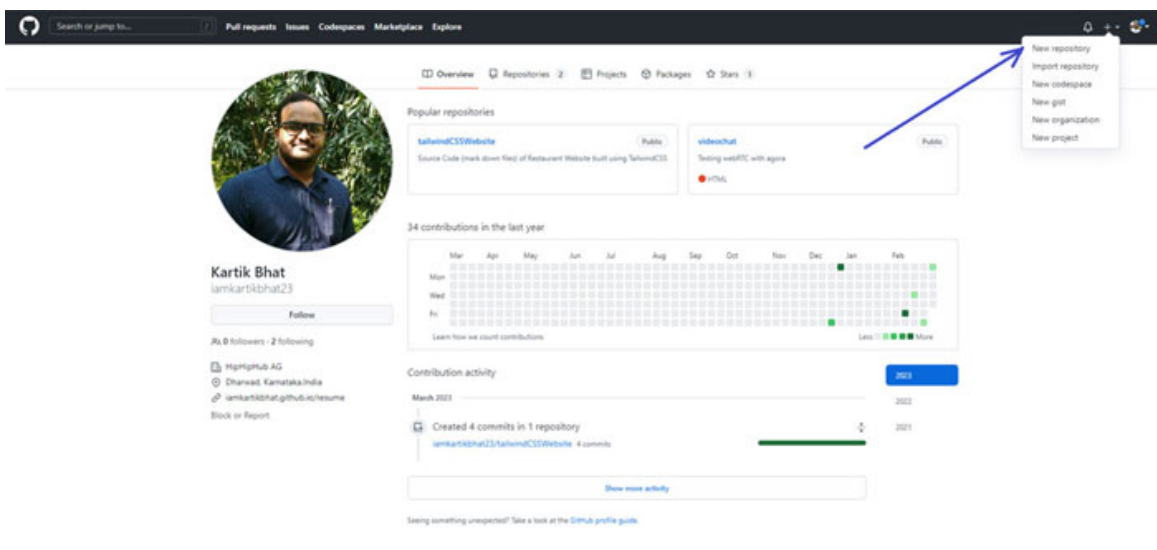 Search or jump to... /
Pull requests Issues Codespaces Marketplace Explore
New repository
Import repository
New codespace
New gist
New organization
New project
Overview Repositories 2 Projects Packages Stars 1
Popular repositories
tailwindCSSWebsite Public
Source Code (mark down files) of Restaurant Website built using TailwindCSS
videochat Public
Testing webRTC with agora
HTML
34 contributions in the last year
Mar Apr May Jun Jul Aug Sep Oct Nov Dec Jan Feb
Mon
Wed
Fri
Learn how we count contributions
Less More
Kartik Bhat
iamkartikbhat23
Follow
0 followers · 2 following
HipHipHub AG
Dharwad, Karnataka,India
iamkartikbhat.github.io/resume
Block or Report
Contribution activity
2023
2022
2021
March 2023
Created 4 commits in 1 repository
iamkartikbhat23/tailwindCSSWebsite 4 commits
Show more activity
Seeing something unexpected? Take a look at the GitHub profile guide.